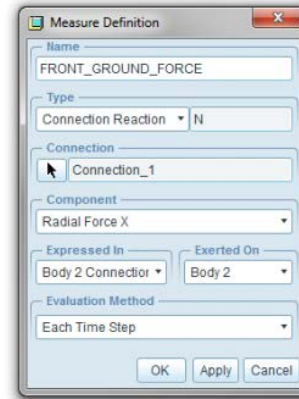 Measure Definition
Name
FRONT_GROUND_FORCE
Type
Connection Reaction N
Connection
Connection_1
Component
Radial Force X
Expressed In Exerted On
Body 2 Connection Body 2
Evaluation Method
Each Time Step
OK Apply Cancel